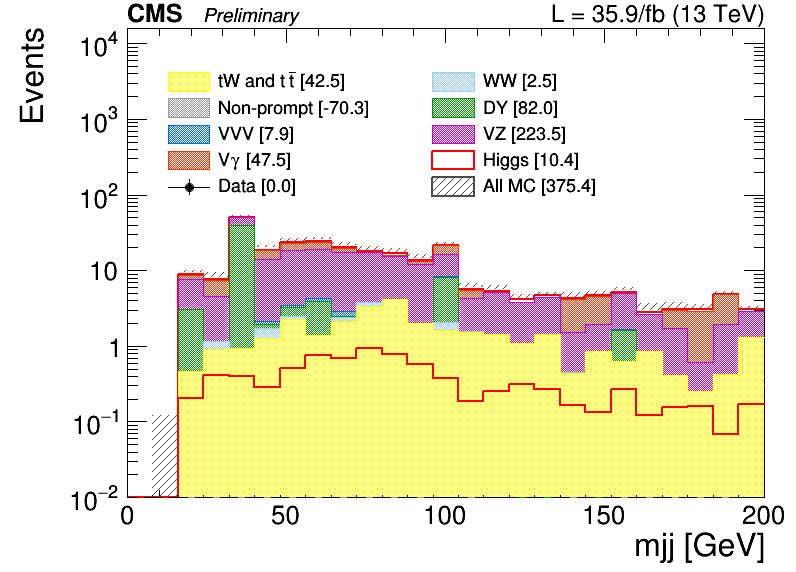 CMS Preliminary L = 35.9/fb (13 TeV)
Events
10⁴
10³
10²
10
1
10⁻¹
10⁻²
tW and t t̅ [42.5]
Non-prompt [-70.3]
VVV [7.9]
Vγ [47.5]
Data [0.0]
WW [2.5]
DY [82.0]
VZ [223.5]
Higgs [10.4]
All MC [375.4]
0 50 100 150 200
mjj [GeV]